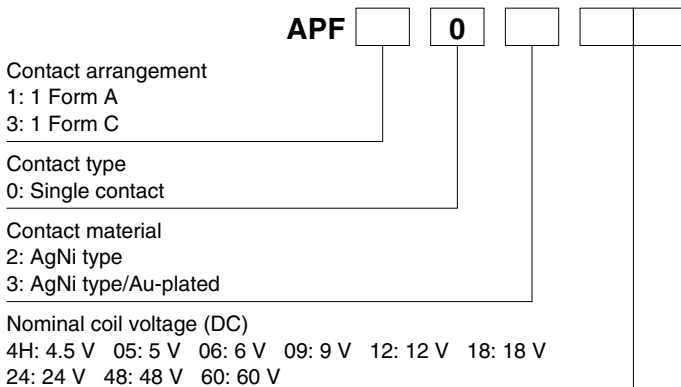 APF 0
Contact arrangement
1: 1 Form A
3: 1 Form C
Contact type
0: Single contact
Contact material
2: AgNi type
3: AgNi type/Au-plated
Nominal coil voltage (DC)
4H: 4.5 V 05: 5 V 06: 6 V 09: 9 V 12: 12 V 18: 18 V
24: 24 V 48: 48 V 60: 60 V